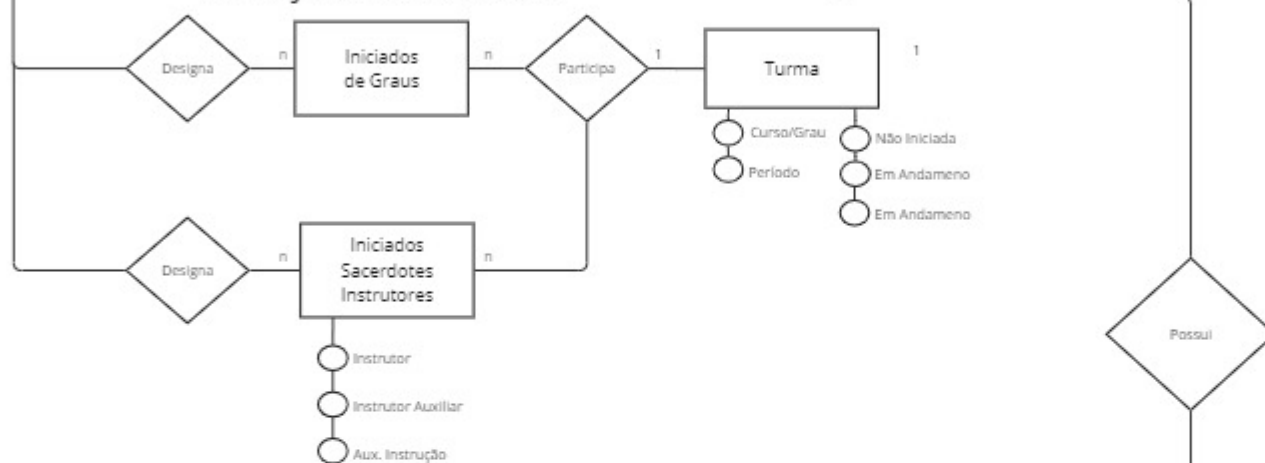 Designa
n
Iniciados
de Graus
n
Participa
1
Turma
1
Curso/Grau
Período
Não Iniciada
Em Andameno
Em Andameno
Designa
n
Iniciados
Sacerdotes
Instrutores
n
Possui
Instrutor
Instrutor Auxiliar
Aux. Instrução